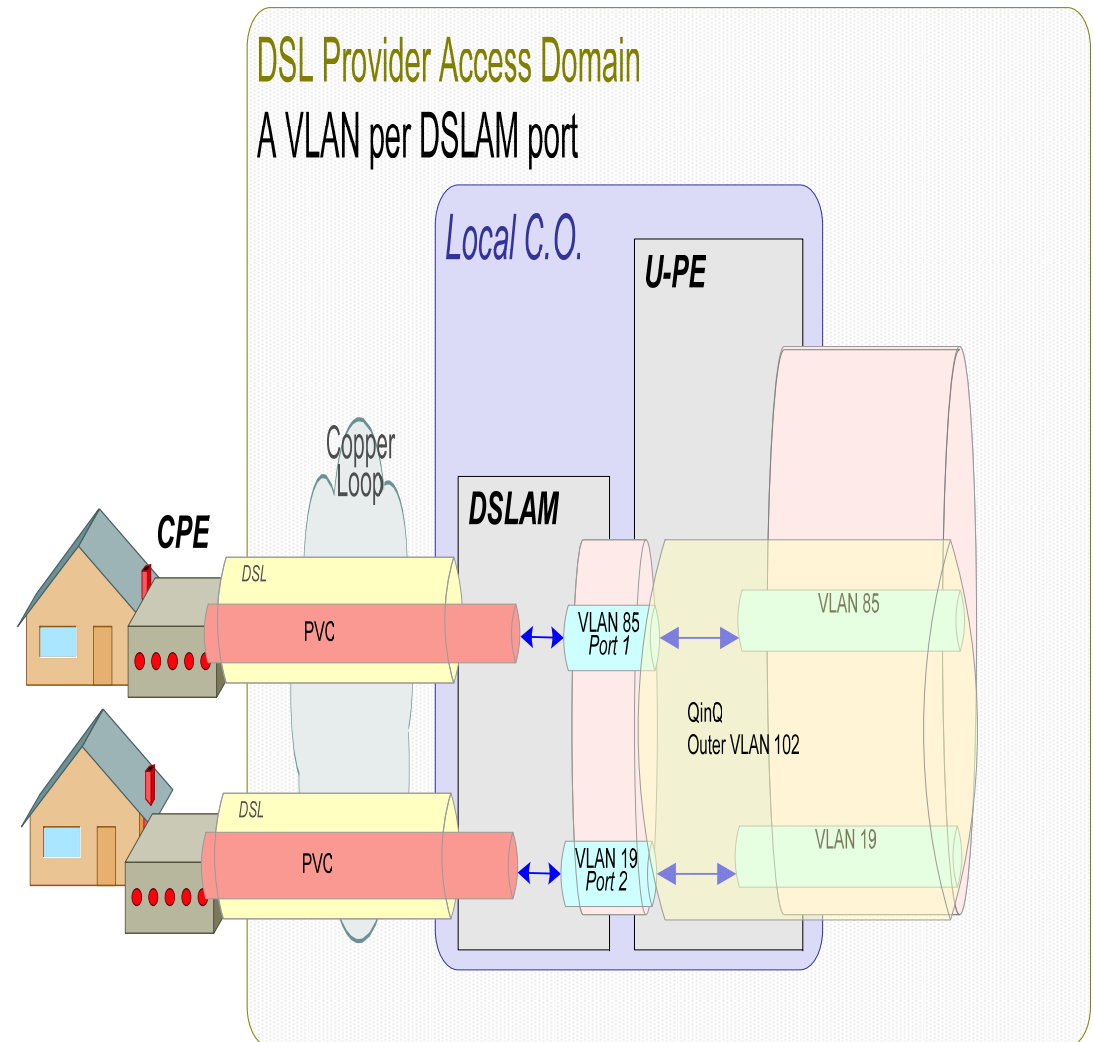 DSL Provider Access Domain
A VLAN per DSLAM port
Local C.O.
U-PE
Copper
Loop
DSLAM
CPE
DSL
PVC
VLAN 85
Port 1
VLAN 85
QinQ
Outer VLAN 102
DSL
PVC
VLAN 19
Port 2
VLAN 19